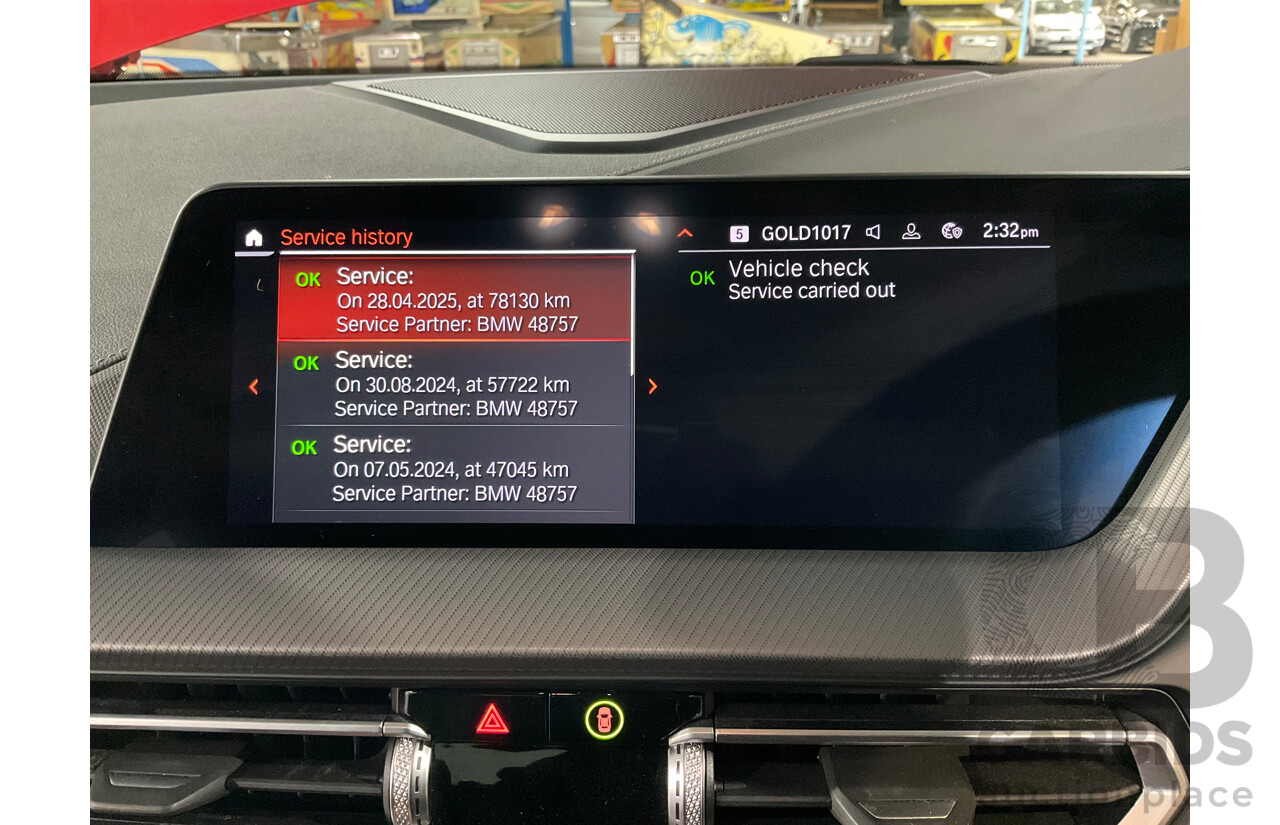 Service history
5 GOLD1017 2:32pm
OK Service:
On 28.04.2025, at 78130 km
Service Partner: BMW 48757
OK Service:
On 30.08.2024, at 57722 km
Service Partner: BMW 48757
OK Service:
On 07.05.2024, at 47045 km
Service Partner: BMW 48757
OK Vehicle check
Service carried out
place